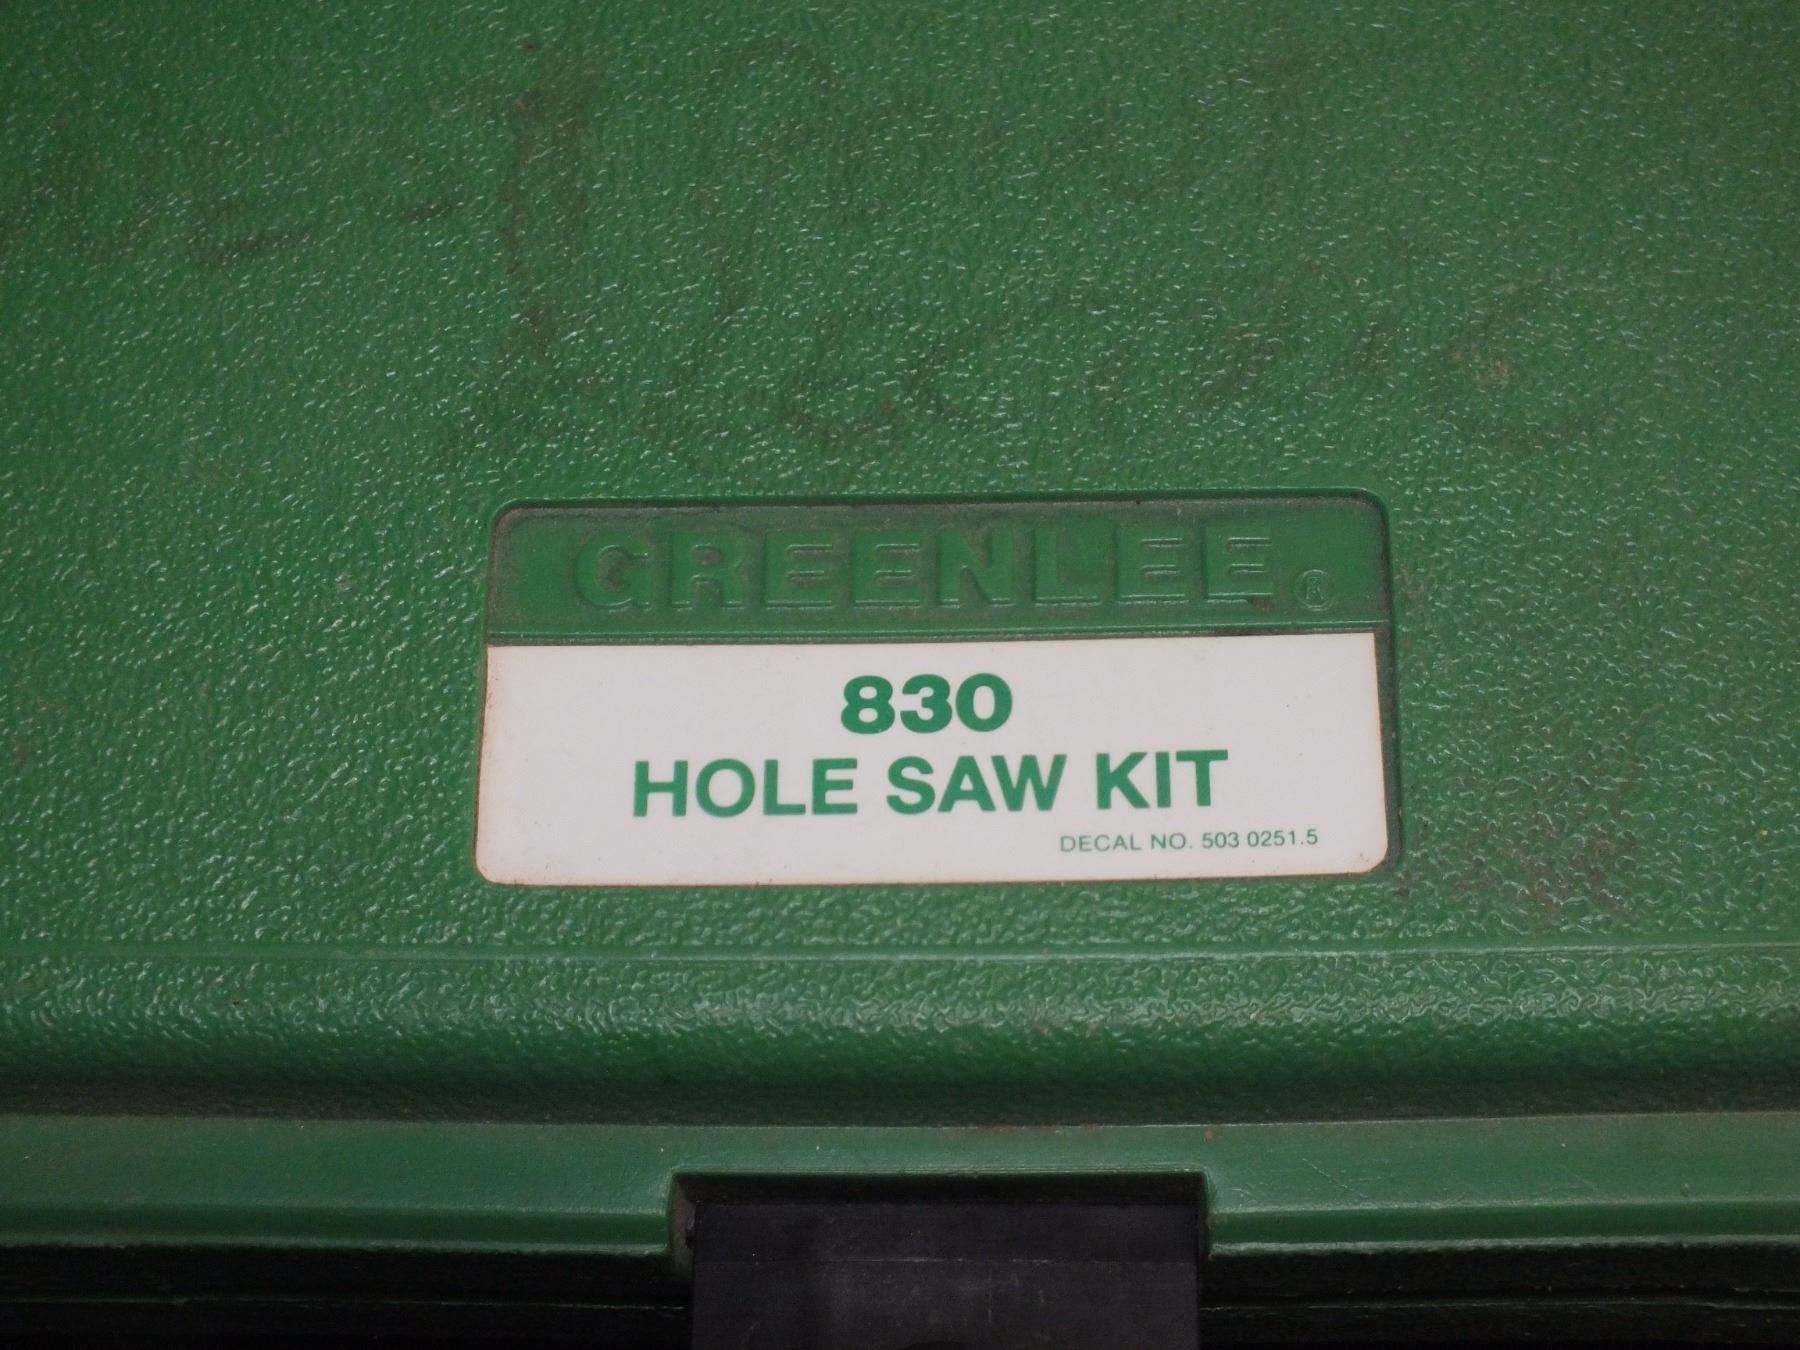 GREENLEE ®
830
HOLE SAW KIT
DECAL NO. 503 0251.5